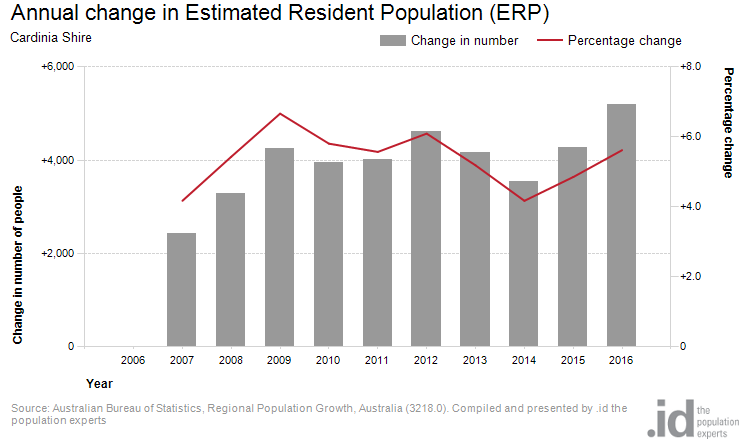 Annual change in Estimated Resident Population (ERP)
Cardinia Shire
Change in number
Percentage change
+6,000
+4,000
+2,000
0
Change in number of people
+8.0
+6.0
+4.0
+2.0
0
Percentage change
2006 2007 2008 2009 2010 2011 2012 2013 2014 2015 2016
Year
Source: Australian Bureau of Statistics, Regional Population Growth, Australia (3218.0). Compiled and presented by .id the
population experts
.id
the
population
experts